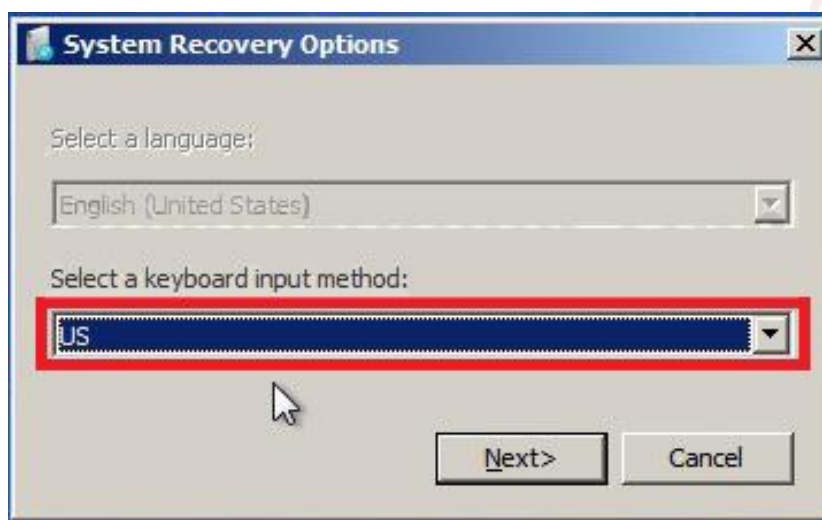 System Recovery Options
Select a language:
English (United States)
Select a keyboard input method:
US
Next>
Cancel